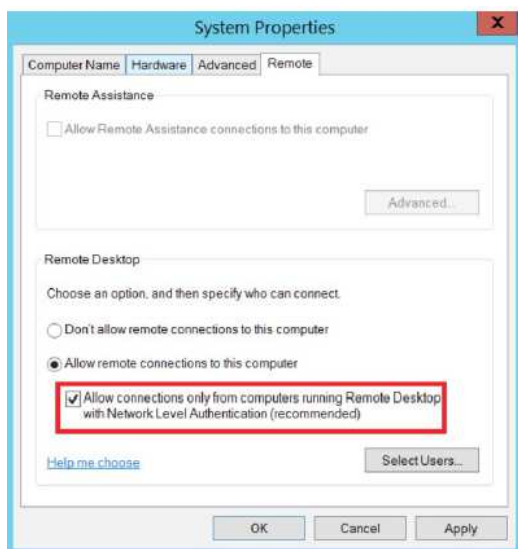 System Properties
X
Computer Name Hardware Advanced Remote
Remote Assistance
Allow Remote Assistance connections to this computer
Advanced...
Remote Desktop
Choose an option, and then specify who can connect.
Don't allow remote connections to this computer
Allow remote connections to this computer
Allow connections only from computers running Remote Desktop
with Network Level Authentication (recommended)
Help me choose Select Users...
OK Cancel Apply